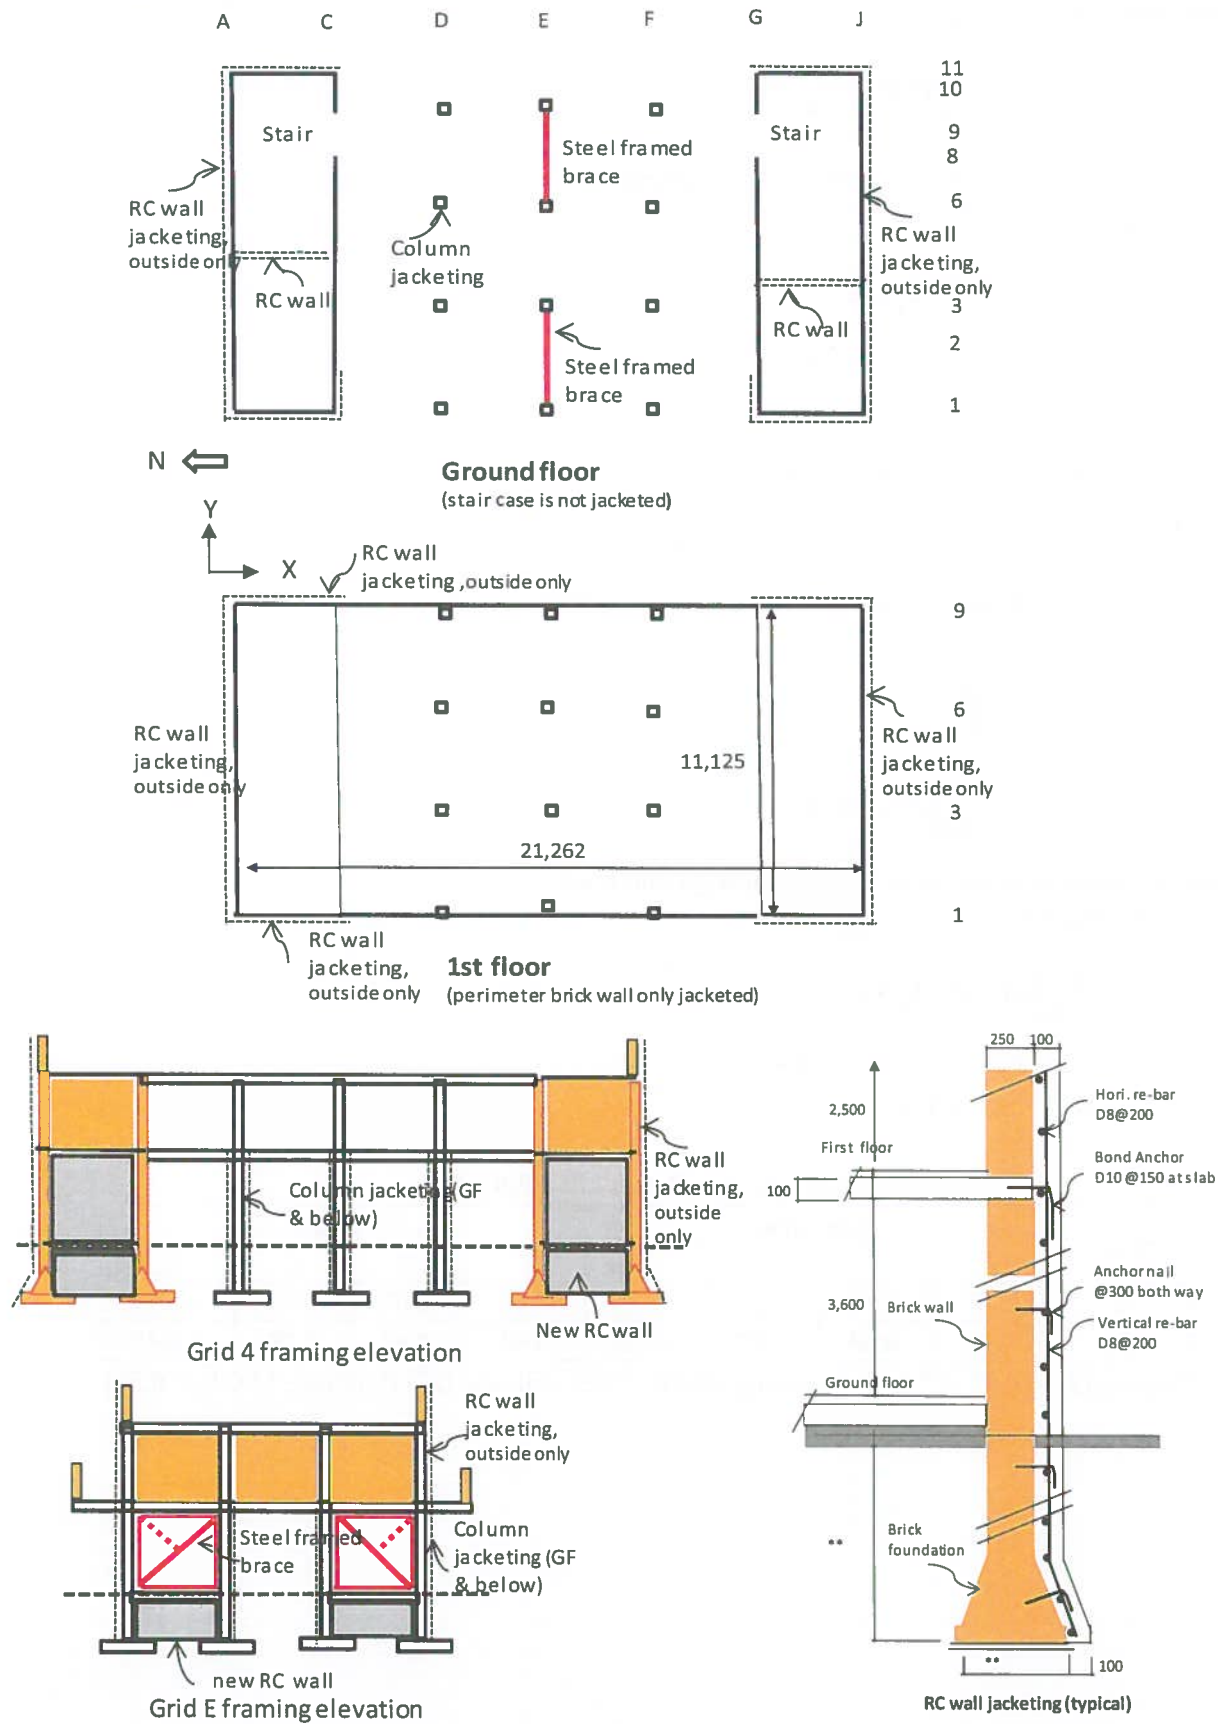 A C D E F G J
11
10
Stair
Stair
9
Steel framed
brace
8
RC wall
jacketing,
outside only
6
Column
jacketing
RC wall
jacketing,
outside only
RC wall
3
RC wall
2
Steel framed
brace
1
N
Ground floor
(stair case is not jacketed)
Y
X
RC wall
jacketing ,outside only
9
6
RC wall
jacketing,
outside only
RC wall
jacketing,
outside only
11,125
3
21,262
1
RC wall
jacketing,
outside only
1st floor
(perimeter brick wall only jacketed)
RC wall
jacketing,
outside
only
Column jacketing (GF
& below)
New RC wall
Grid 4 framing elevation
RC wall
jacketing,
outside only
Steel framed
brace
Column
jacketing (GF
& below)
new RC wall
Grid E framing elevation
250 100
Hori. re-bar
D8@200
2,500
First floor
Bond Anchor
D10 @150 at slab
100
Anchor nail
@300 both way
3,600
Brick wall
Vertical re-bar
D8@200
Ground floor
**
Brick
foundation
**
100
RC wall jacketing (typical)